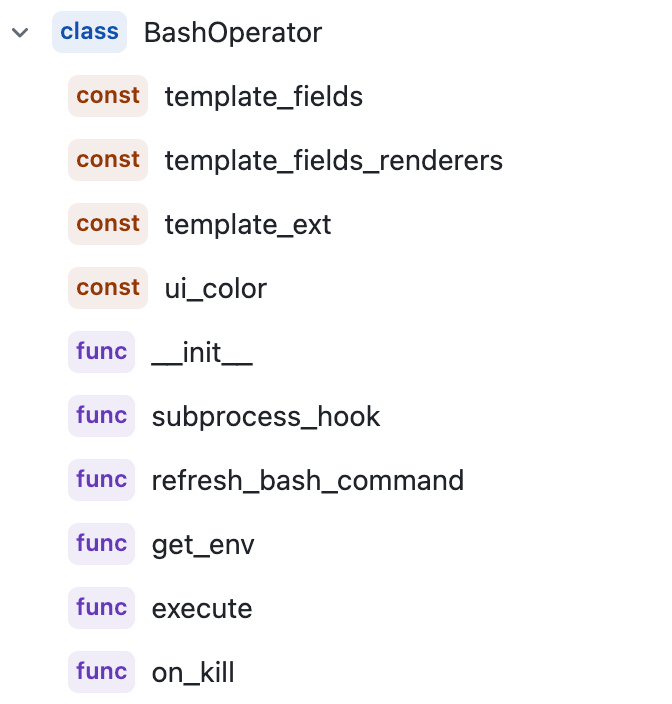 class BashOperator
const template_fields
const template_fields_renderers
const template_ext
const ui_color
func __init__
func subprocess_hook
func refresh_bash_command
func get_env
func execute
func on_kill